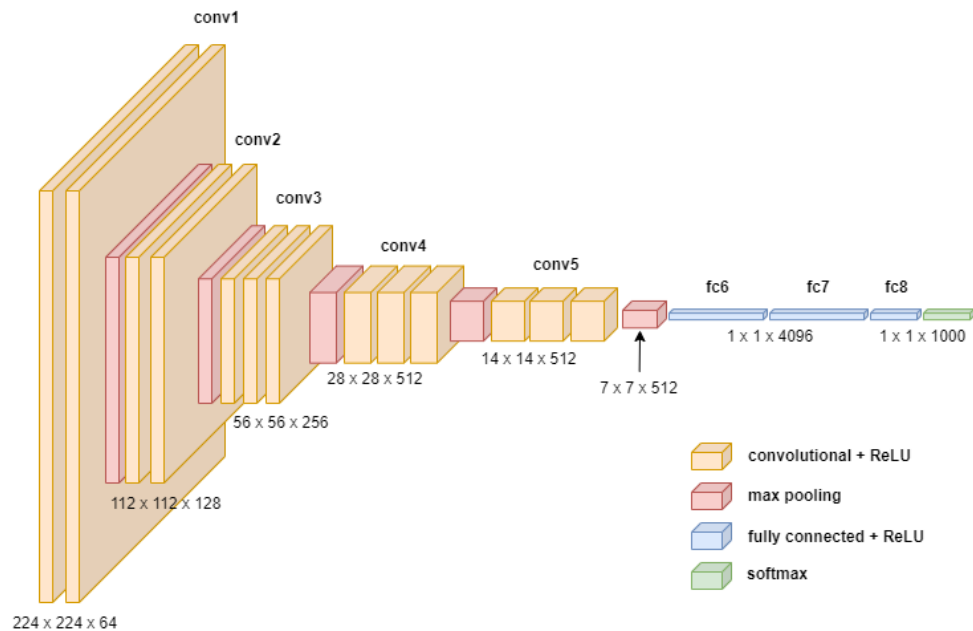 conv1
conv2
conv3
conv4
conv5
fc6
fc7
fc8
1 x 1 x 4096
1 x 1 x 1000
28 x 28 x 512
14 x 14 x 512
7 x 7 x 512
56 x 56 x 256
112 x 112 x 128
224 x 224 x 64
convolutional + ReLU
max pooling
fully connected + ReLU
softmax